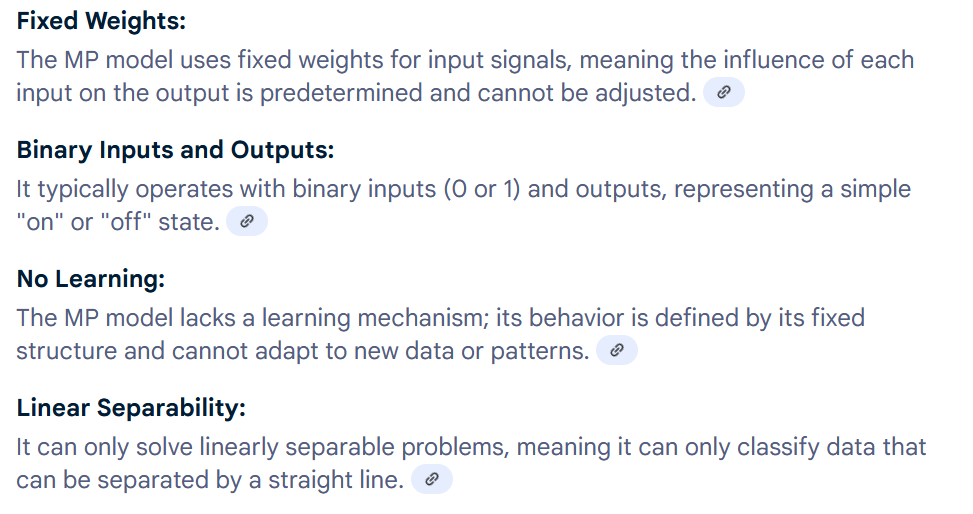 Fixed Weights:
The MP model uses fixed weights for input signals, meaning the influence of each
input on the output is predetermined and cannot be adjusted.
Binary Inputs and Outputs:
It typically operates with binary inputs (0 or 1) and outputs, representing a simple
"on" or "off" state.
No Learning:
The MP model lacks a learning mechanism; its behavior is defined by its fixed
structure and cannot adapt to new data or patterns.
Linear Separability:
It can only solve linearly separable problems, meaning it can only classify data that
can be separated by a straight line.